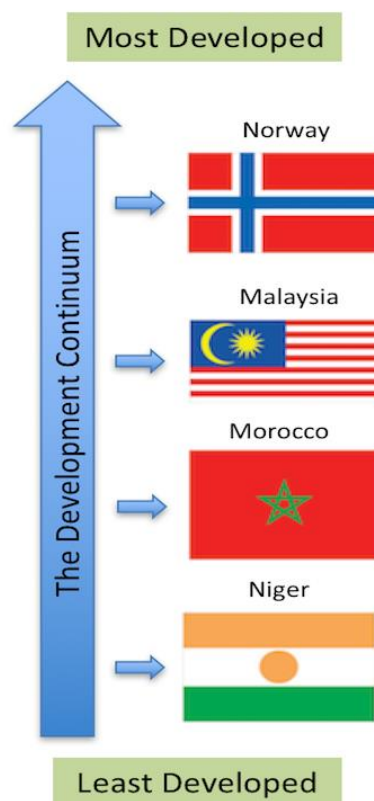 Most Developed
The Development Continuum
Norway
Malaysia
Morocco
Niger
Least Developed